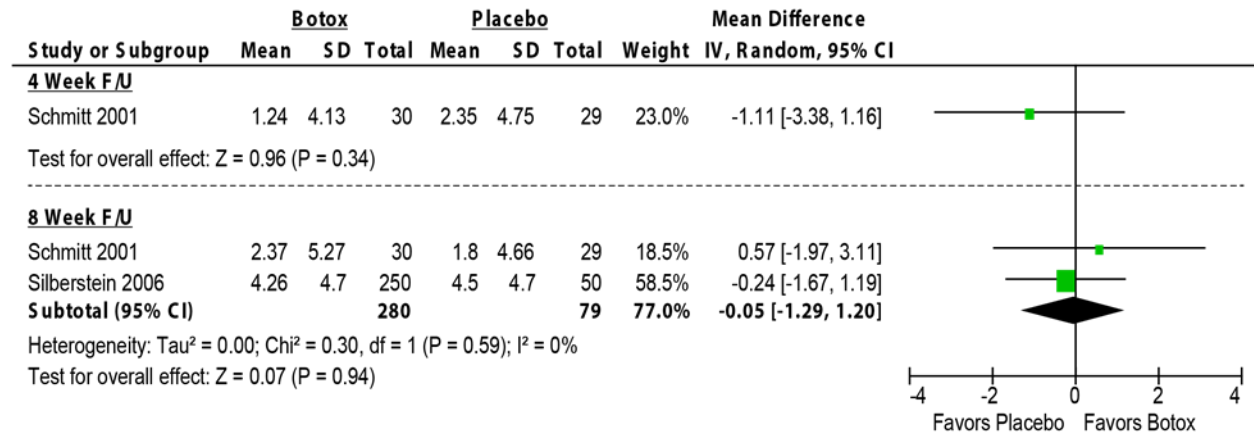 Botox Placebo Mean Difference
Study or Subgroup Mean SD Total Mean SD Total Weight IV, Random, 95% CI
4 Week F/U
Schmitt 2001 1.24 4.13 30 2.35 4.75 29 23.0% -1.11 [-3.38, 1.16]
Test for overall effect: Z = 0.96 (P = 0.34)
8 Week F/U
Schmitt 2001 2.37 5.27 30 1.8 4.66 29 18.5% 0.57 [-1.97, 3.11]
Silberstein 2006 4.26 4.7 250 4.5 4.7 50 58.5% -0.24 [-1.67, 1.19]
Subtotal (95% CI) 280 79 77.0% -0.05 [-1.29, 1.20]
Heterogeneity: Tau² = 0.00; Chi² = 0.30, df = 1 (P = 0.59); I² = 0%
Test for overall effect: Z = 0.07 (P = 0.94)
-4 -2 0 2 4
Favors Placebo Favors Botox